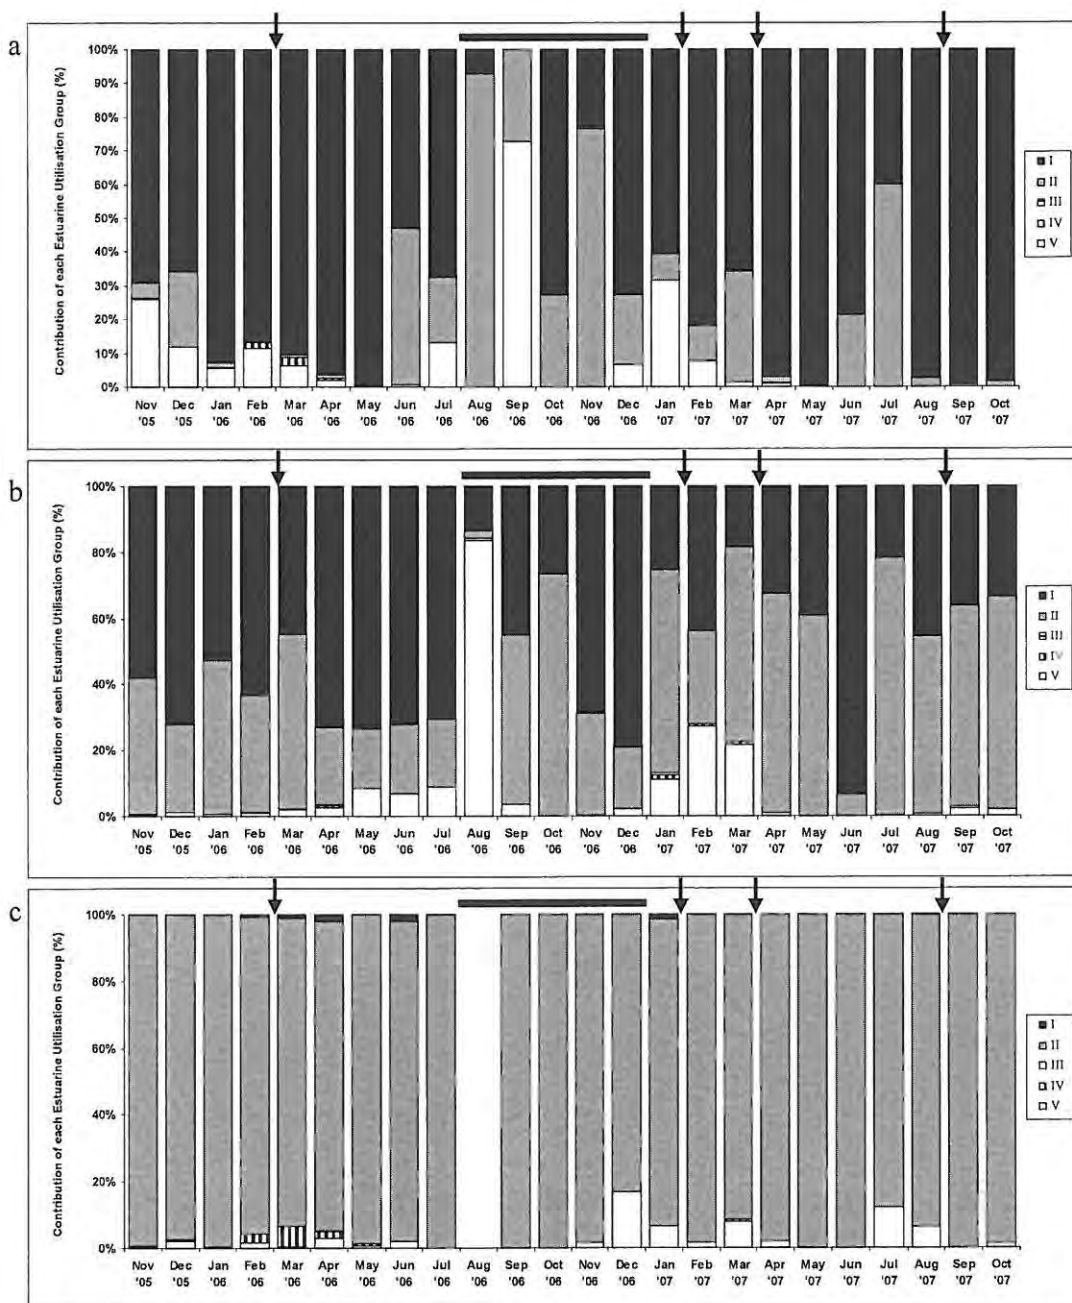 a
Contribution of each Estuarine Utilisation Group (%)
100%
90%
80%
70%
60%
50%
40%
30%
20%
10%
0%
Nov Dec Jan Feb Mar Apr May Jun Jul Aug Sep Oct Nov Dec Jan Feb Mar Apr May Jun Jul Aug Sep Oct
'05 '05 '06 '06 '06 '06 '06 '06 '06 '06 '06 '06 '06 '06 '07 '07 '07 '07 '07 '07 '07 '07 '07 '07
I
II
III
IV
V
b
Contribution of each Estuarine Utilisation Group (%)
100%
80%
60%
40%
20%
0%
Nov Dec Jan Feb Mar Apr May Jun Jul Aug Sep Oct Nov Dec Jan Feb Mar Apr May Jun Jul Aug Sep Oct
'05 '05 '06 '06 '06 '06 '06 '06 '06 '06 '06 '06 '06 '06 '07 '07 '07 '07 '07 '07 '07 '07 '07 '07
I
II
III
IV
V
c
Contribution of each Estuarine Utilisation Group (%)
100%
80%
60%
40%
20%
0%
Nov Dec Jan Feb Mar Apr May Jun Jul Aug Sep Oct Nov Dec Jan Feb Mar Apr May Jun Jul Aug Sep Oct
'05 '05 '06 '06 '06 '06 '06 '06 '06 '06 '06 '06 '06 '06 '07 '07 '07 '07 '07 '07 '07 '07 '07 '07
I
II
III
IV
V